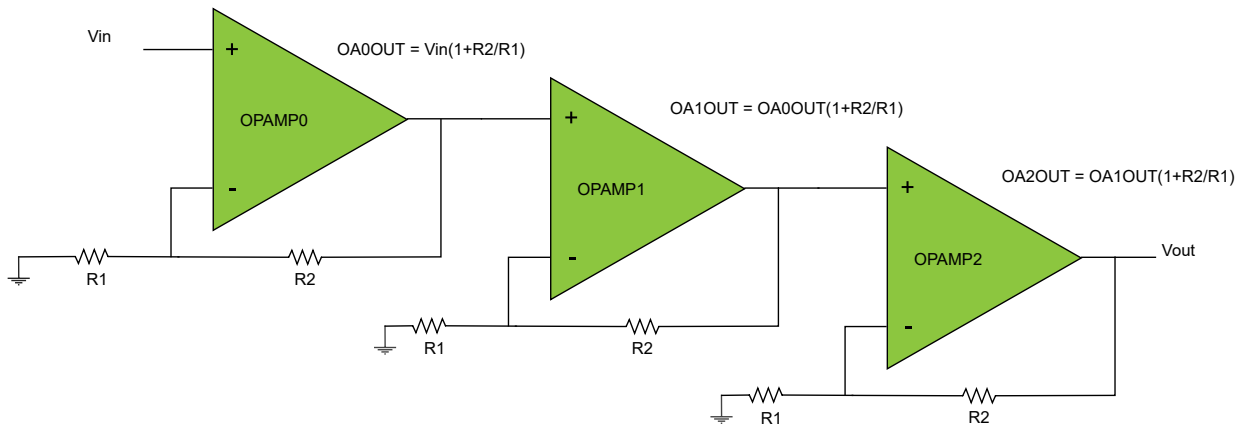 Vin
OA0OUT = Vin(1+R2/R1)
+
OPAMP0
-
R1
R2
OA1OUT = OA0OUT(1+R2/R1)
+
OPAMP1
-
R1
R2
OA2OUT = OA1OUT(1+R2/R1)
+
OPAMP2
-
Vout
R1
R2